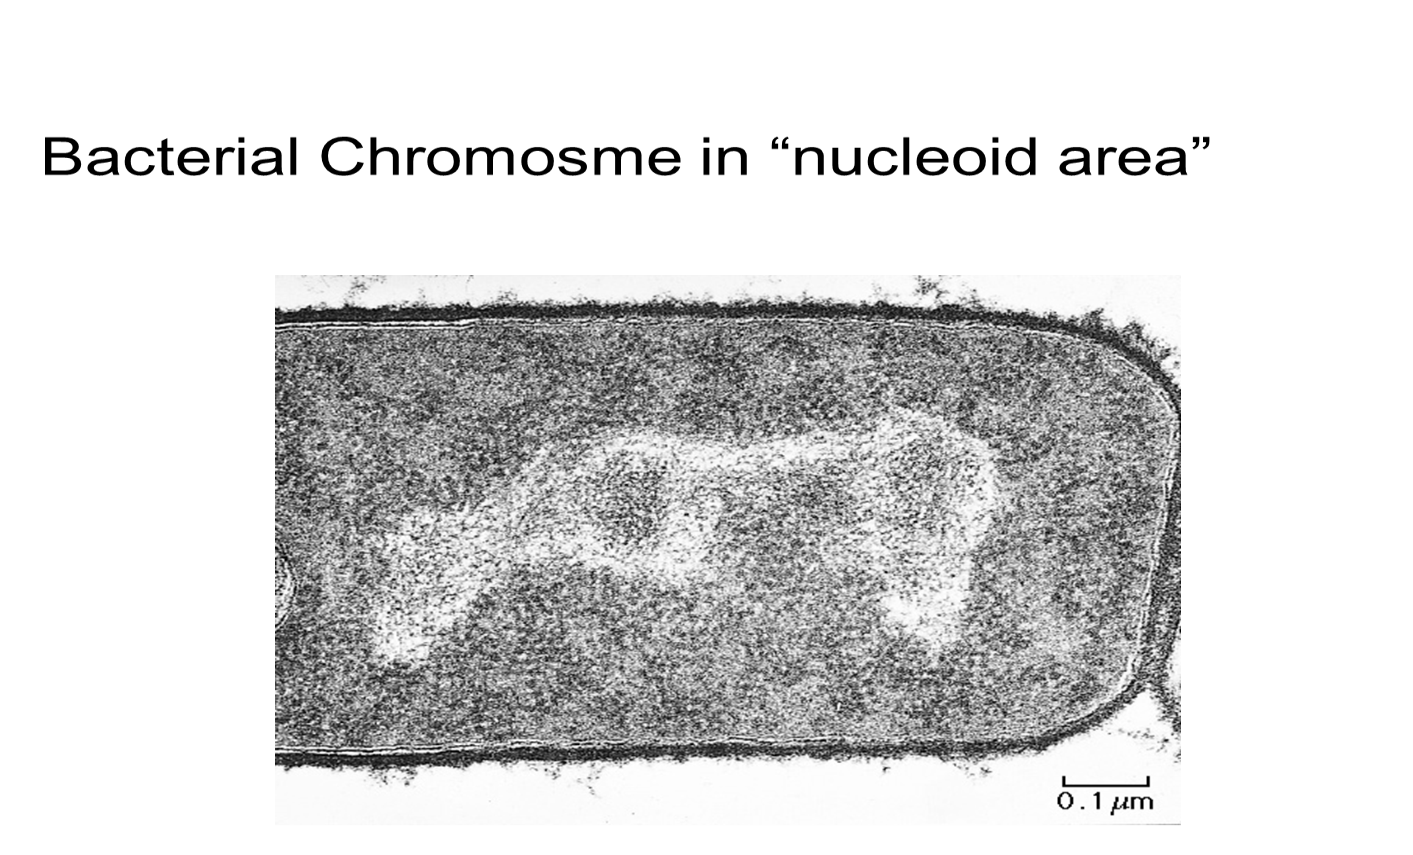 Bacterial Chromosme in “nucleoid area”
0.1 µm